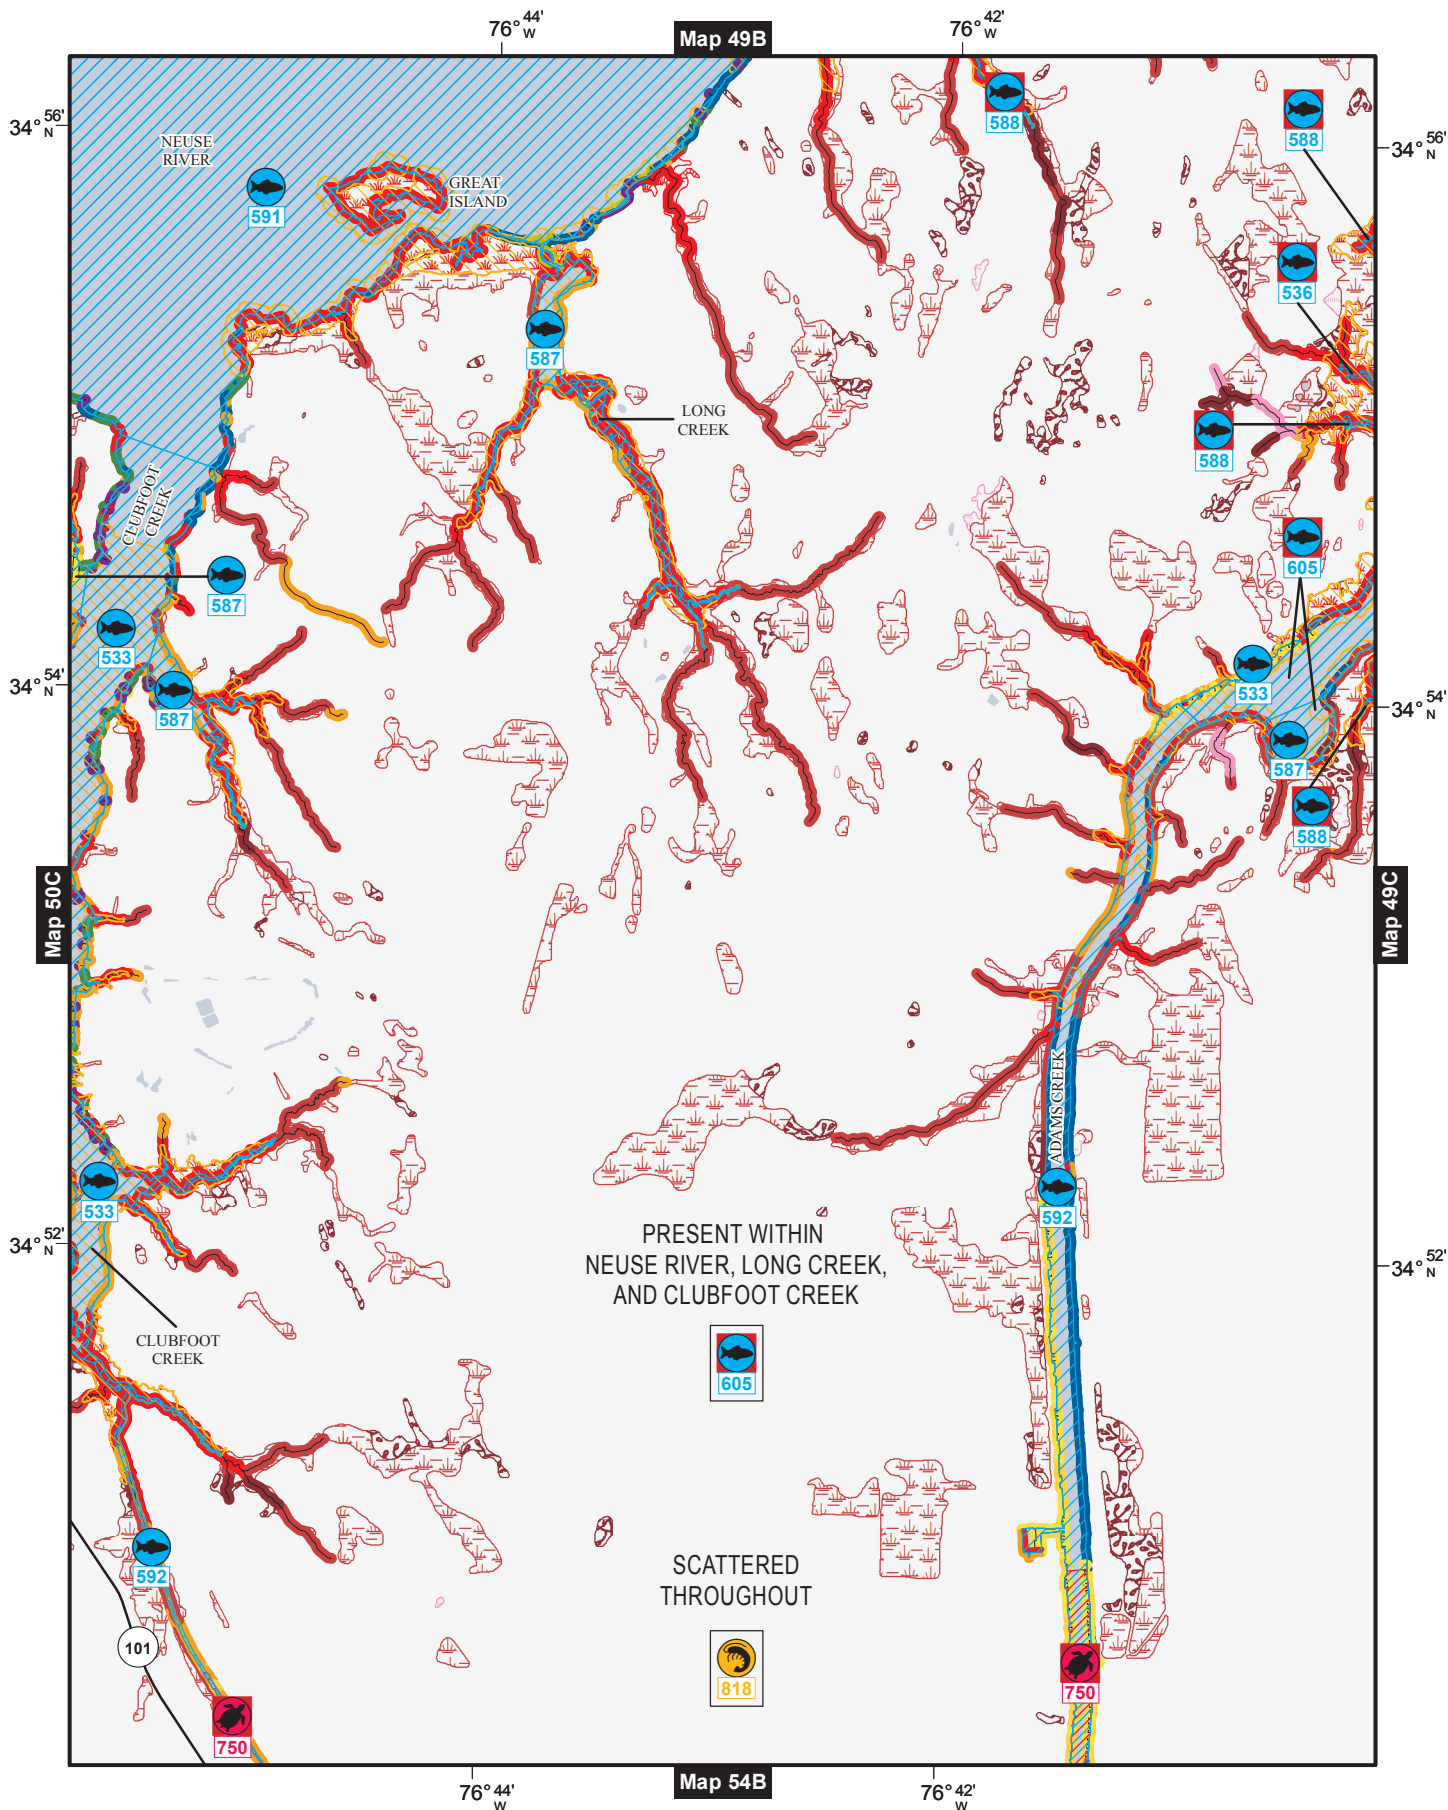 76° 44' W
76° 42' W
Map 49B
34° 56' N
34° 56' N
NEUSE
RIVER
591
GREAT
ISLAND
588
588
536
587
LONG
CREEK
588
CLUBFOOT
CREEK
605
587
533
533
34° 54' N
34° 54' N
587
587
588
Map 50C
Map 49C
ADAMS CREEK
533
592
34° 52' N
34° 52' N
PRESENT WITHIN
NEUSE RIVER, LONG CREEK,
AND CLUBFOOT CREEK
605
CLUBFOOT
CREEK
592
SCATTERED
THROUGHOUT
818
101
750
750
76° 44' W
76° 42' W
Map 54B